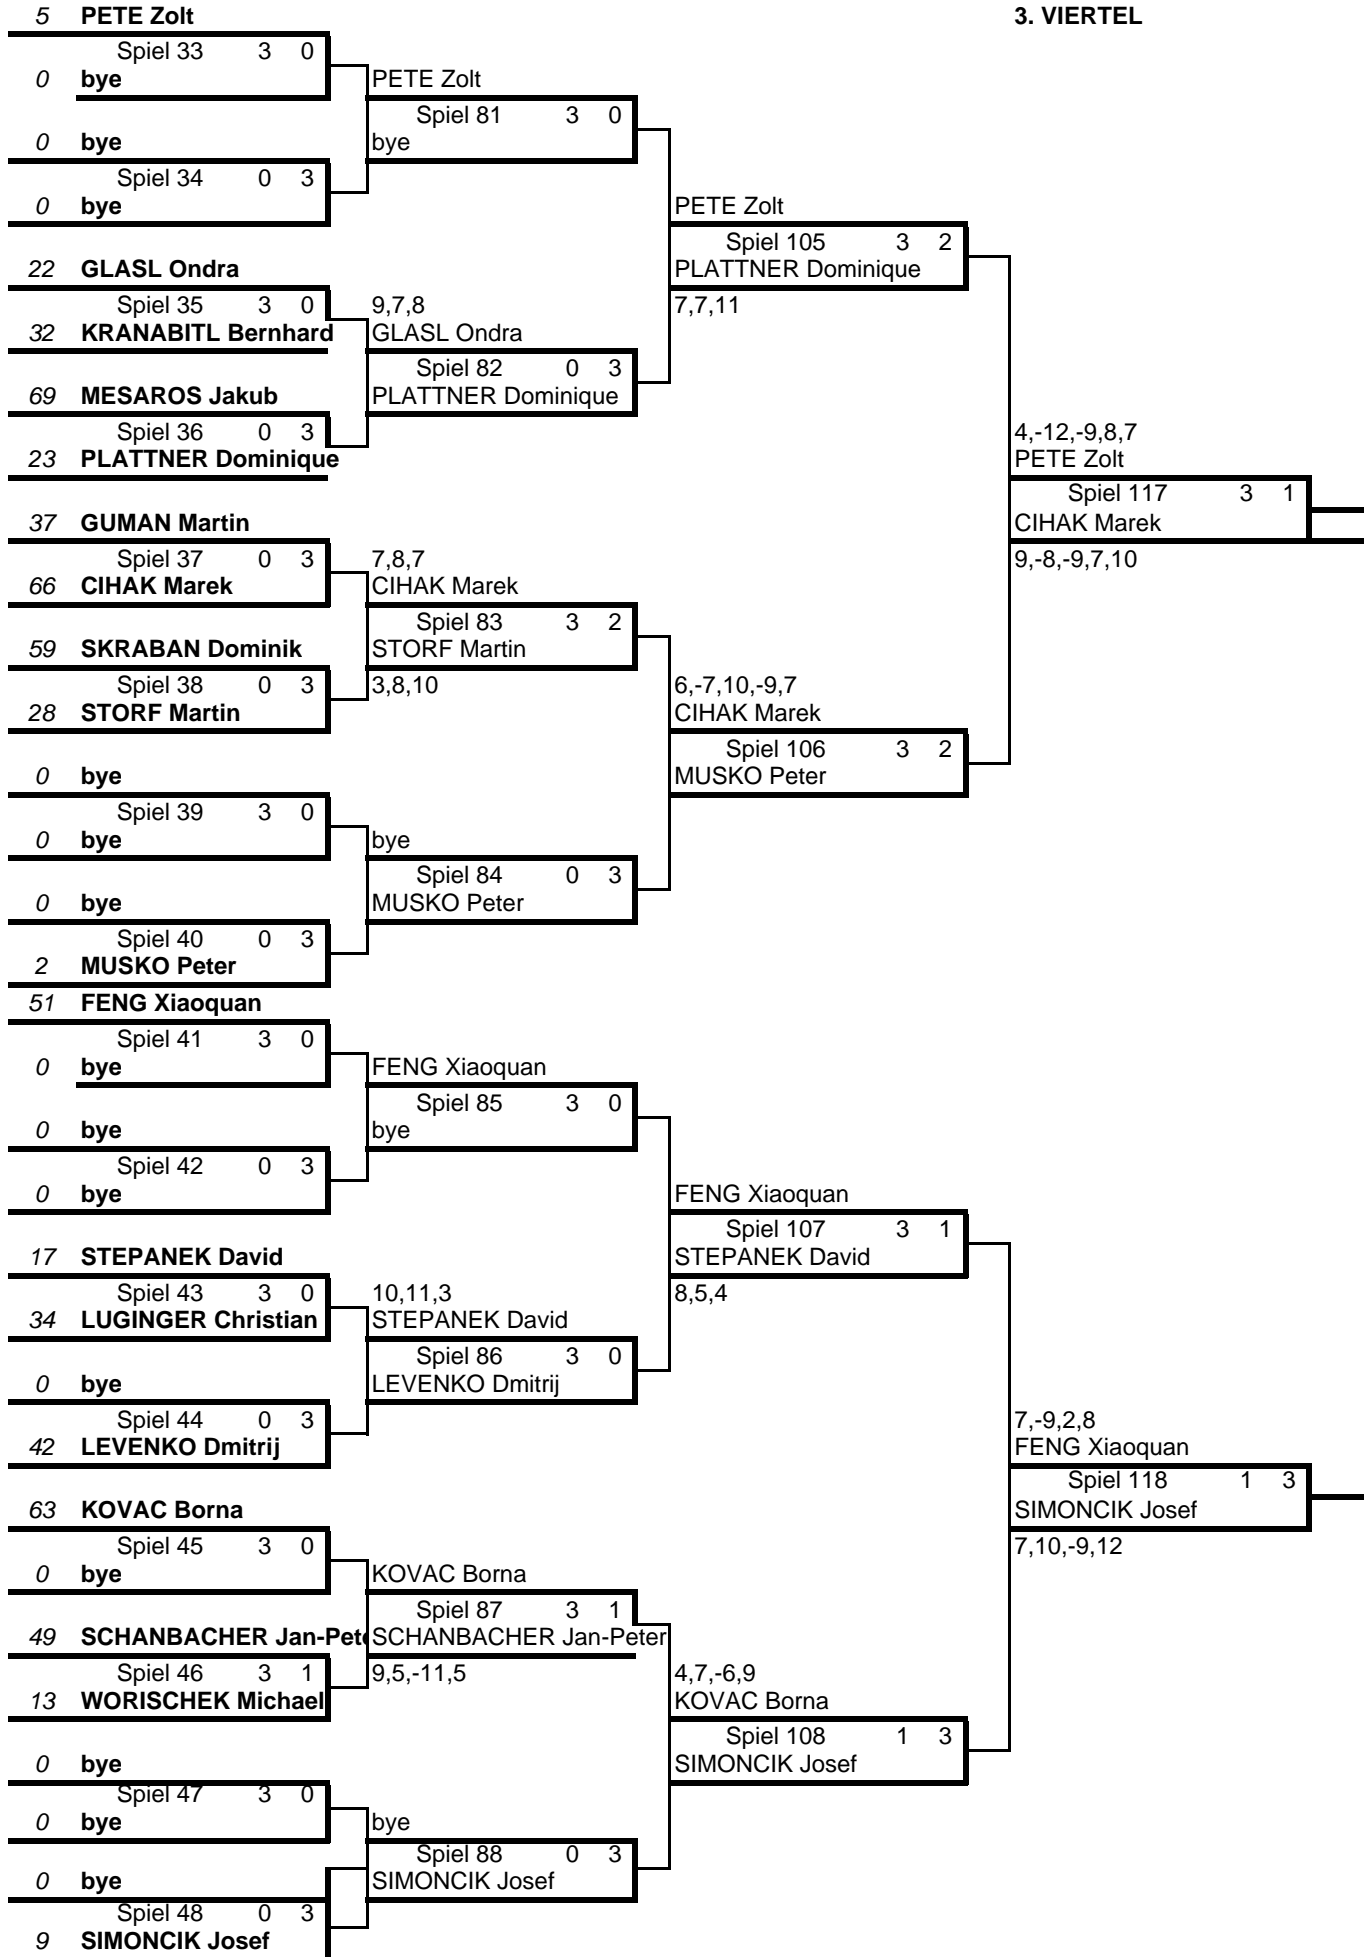 5 PETE Zolt 3. VIERTEL
Spiel 33 3 0
0 bye PETE Zolt
Spiel 81 3 0
0 bye bye
Spiel 34 0 3
0 bye PETE Zolt
Spiel 105 3 2
22 GLASL Ondra PLATTNER Dominique
Spiel 35 3 0 9,7,8 7,7,11
32 KRANABITL Bernhard GLASL Ondra
Spiel 82 0 3
69 MESAROS Jakub PLATTNER Dominique
Spiel 36 0 3 4,-12,-9,8,7
23 PLATTNER Dominique PETE Zolt
Spiel 117 3 1
37 GUMAN Martin CIHAK Marek
Spiel 37 0 3 7,8,7 9,-8,-9,7,10
66 CIHAK Marek CIHAK Marek
Spiel 83 3 2
59 SKRABAN Dominik STORF Martin
Spiel 38 0 3 3,8,10 6,-7,10,-9,7
28 STORF Martin CIHAK Marek
Spiel 106 3 2
0 bye MUSKO Peter
Spiel 39 3 0
0 bye bye
Spiel 84 0 3
0 bye MUSKO Peter
Spiel 40 0 3
2 MUSKO Peter
51 FENG Xiaoquan
Spiel 41 3 0
0 bye FENG Xiaoquan
Spiel 85 3 0
0 bye bye
Spiel 42 0 3
0 bye FENG Xiaoquan
Spiel 107 3 1
17 STEPANEK David STEPANEK David
Spiel 43 3 0 10,11,3 8,5,4
34 LUGINGER Christian STEPANEK David
Spiel 86 3 0
0 bye LEVENKO Dmitrij
Spiel 44 0 3 7,-9,2,8
42 LEVENKO Dmitrij FENG Xiaoquan
Spiel 118 1 3
63 KOVAC Borna SIMONCIK Josef
Spiel 45 3 0 7,10,-9,12
0 bye KOVAC Borna
Spiel 87 3 1
49 SCHANBACHER Jan-Pete SCHANBACHER Jan-Peter
Spiel 46 3 1 9,5,-11,5 4,7,-6,9
13 WORISCHEK Michael KOVAC Borna
Spiel 108 1 3
0 bye SIMONCIK Josef
Spiel 47 3 0
0 bye bye
Spiel 88 0 3
0 bye SIMONCIK Josef
Spiel 48 0 3
9 SIMONCIK Josef